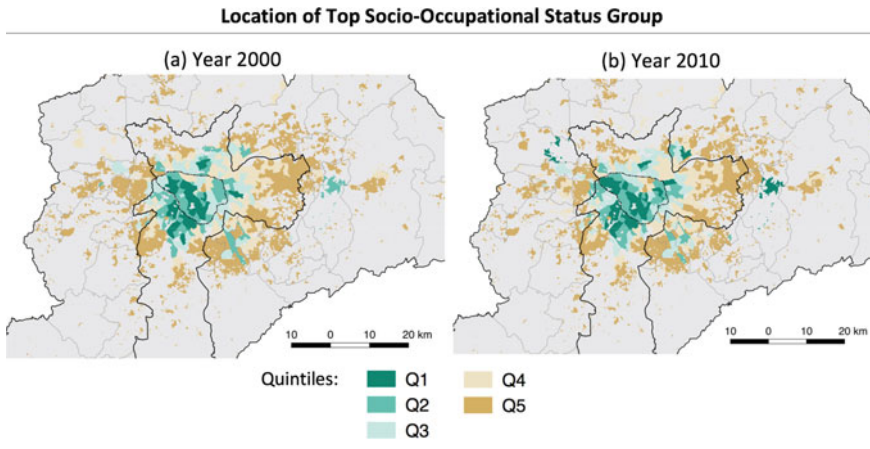 Location of Top Socio-Occupational Status Group
(a) Year 2000
(b) Year 2010
10 0 10 20 km
10 0 10 20 km
Quintiles:
Q1
Q4
Q2
Q5
Q3